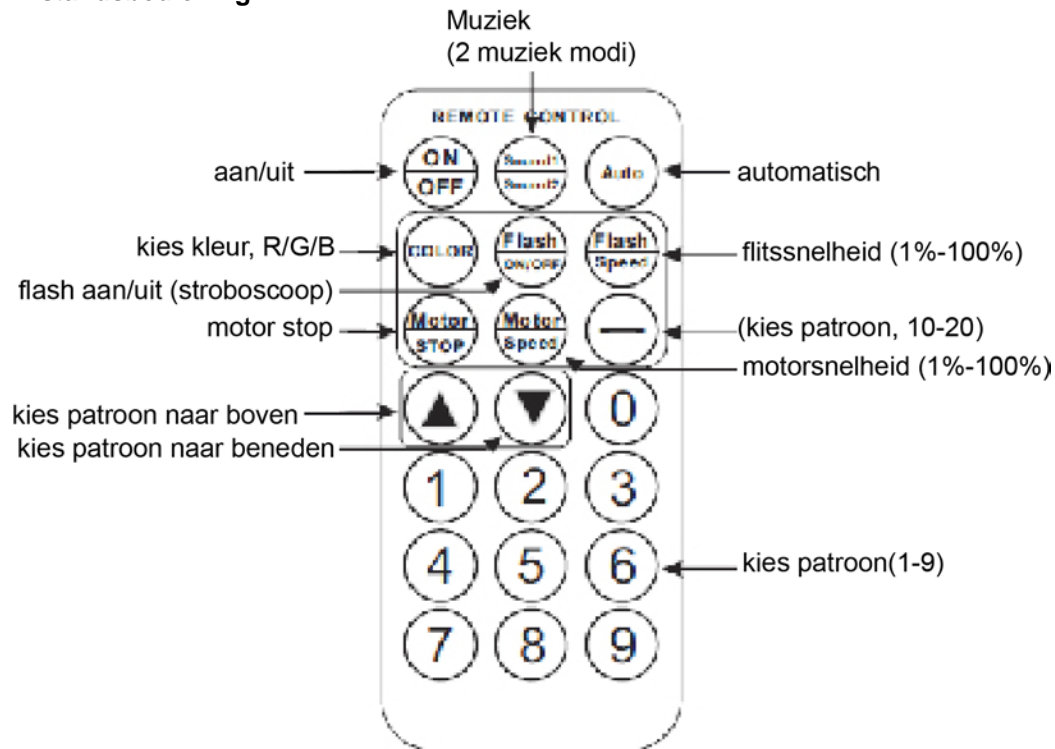 Muziek
(2 muziek modi)
REMOTE CONTROL
aan/uit
ON
OFF
Sound1
Sound2
Auto
automatisch
kies kleur, R/G/B
COLOR
Flash
ON/OFF
Flash
Speed
flitssnelheid (1%-100%)
flash aan/uit (stroboscoop)
motor stop
Motor
STOP
Motor
Speed
—
(kies patroon, 10-20)
motorsnelheid (1%-100%)
kies patroon naar boven
kies patroon naar beneden
0
1 2 3
4 5 6
kies patroon(1-9)
7 8 9